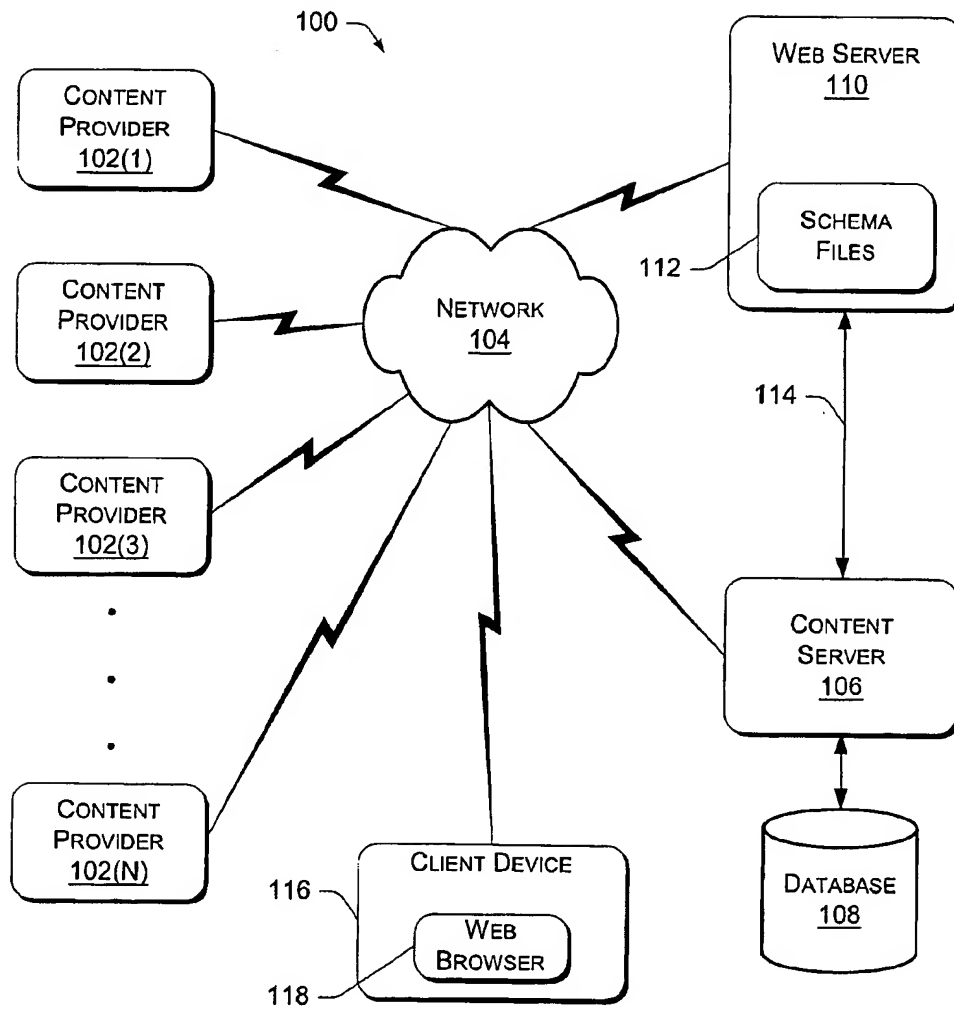 100
CONTENT
PROVIDER
102(1)
WEB SERVER
110
SCHEMA
FILES
112
CONTENT
PROVIDER
102(2)
NETWORK
104
114
CONTENT
PROVIDER
102(3)
.
.
.
CONTENT
SERVER
106
CONTENT
PROVIDER
102(N)
CLIENT DEVICE
116
WEB
BROWSER
118
DATABASE
108